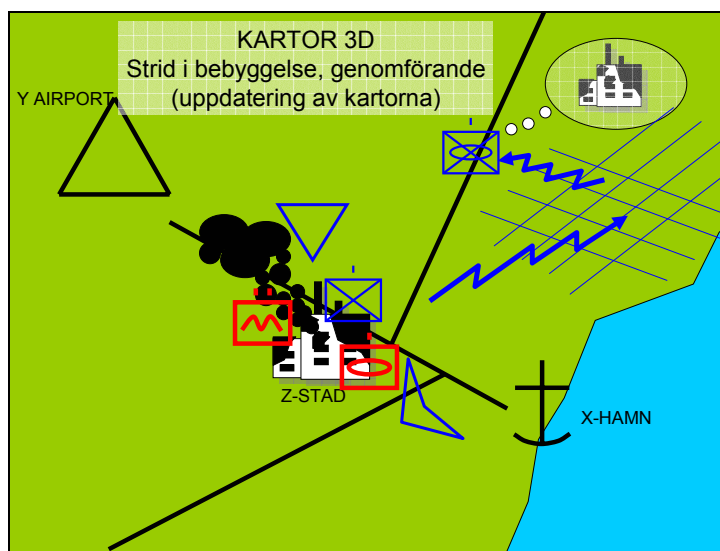 KARTOR 3D
Strid i bebyggelse, genomförande
(uppdatering av kartorna)
Y AIRPORT
Z-STAD
X-HAMN